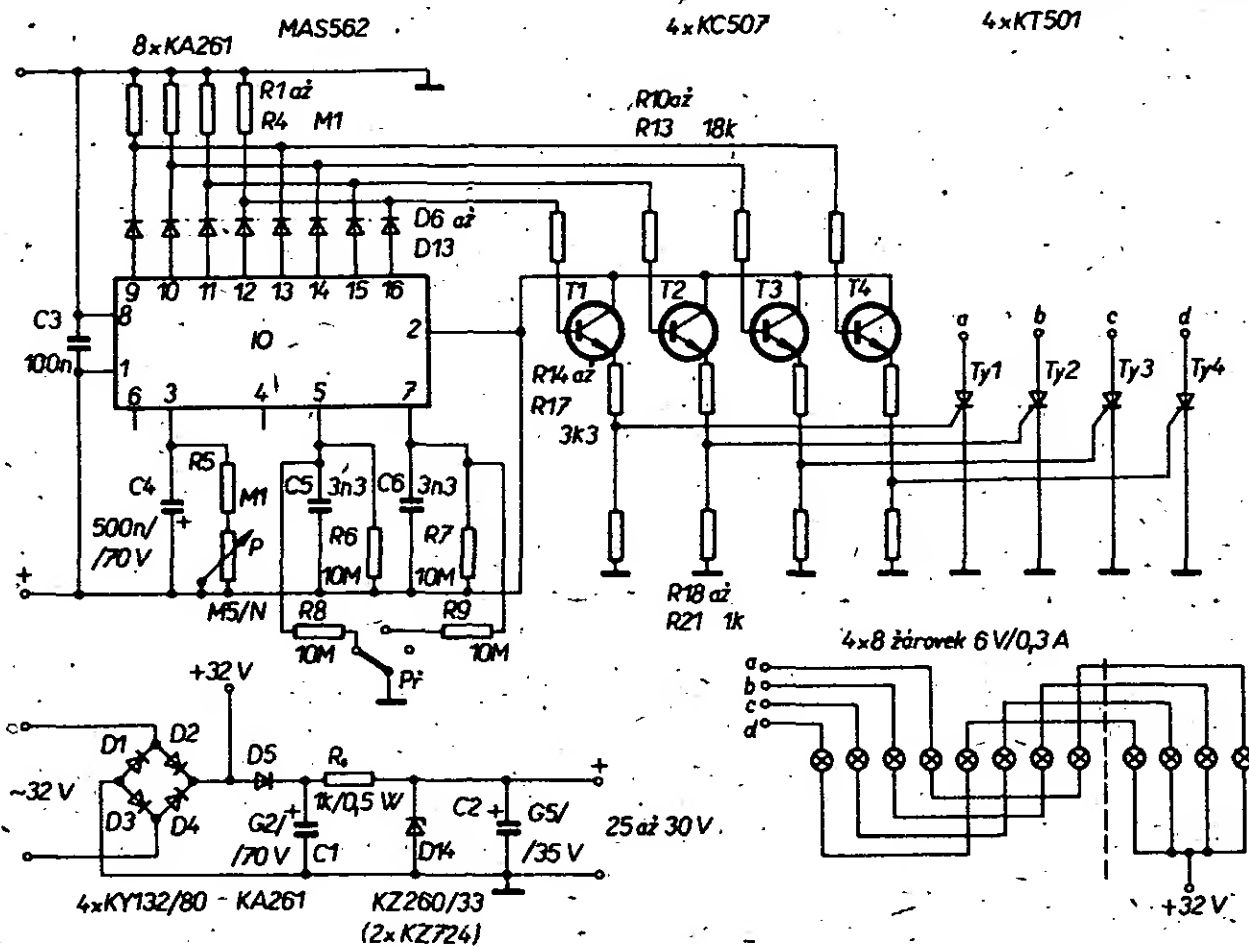 MAS562
4xKC507
4xKT501
8xKA261
R1 až
R4 M1
R10až
R13 18k
D6 až
D13
9 10 11 12 13 14 15 16
8
C3
100n
1
IO
2
6 3 4 5 7
T1 T2 T3 T4
R14 až
R17
3k3
a b c d
Ty1 Ty2 Ty3 Ty4
R5
C4
M1
500n/
/70 V
+
P
C5 3n3
C6 3n3
R6
10M
R7
10M
+
M5/N
R8
10M
R9
10M
Př
R18 až
R21 1k
4x8 žárovek 6 V/0,3 A
a
b
c
d
+32 V
+32 V
D1 D2
D3 D4
~32 V
D5
R
1k/0,5 W
+
G2/
/70 V
C1
D14
C2 +
G5/
/35 V
+
25 až 30 V
4xKY132/80 - KA261
KZ260/33
(2xKZ724)